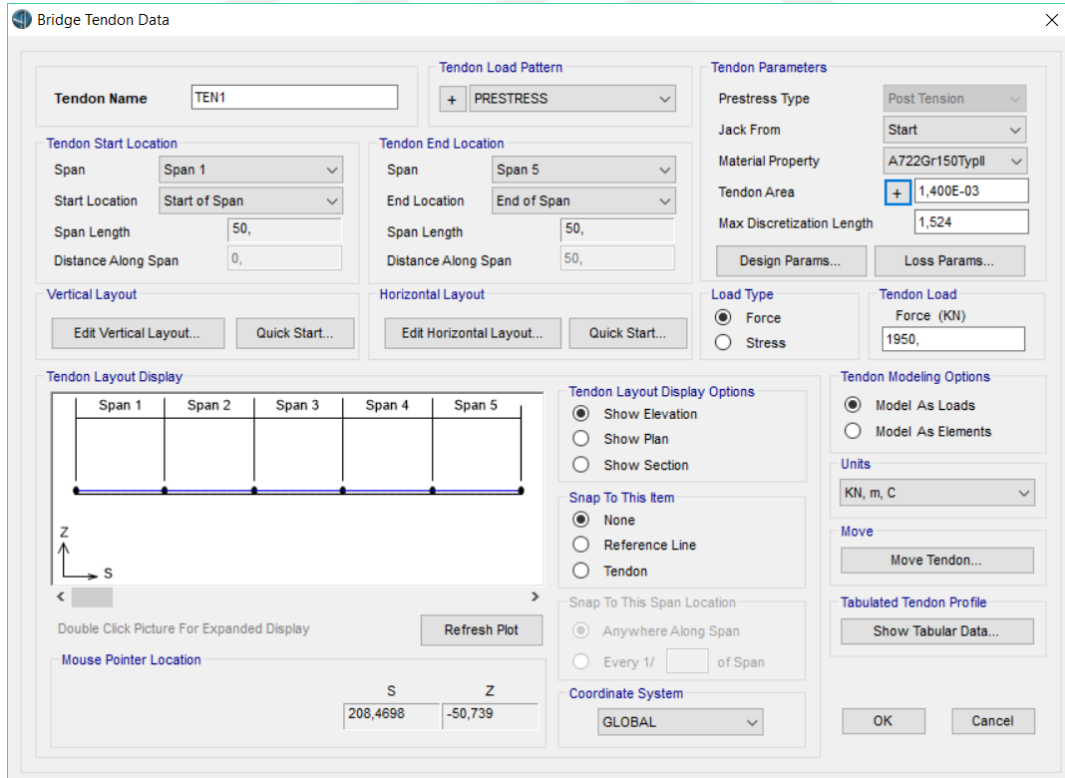 Bridge Tendon Data
Tendon Name TEN1
Tendon Load Pattern
+ PRESTRESS
Tendon Parameters
Prestress Type Post Tension
Jack From Start
Material Property A722Gr150TypII
Tendon Area + 1,400E-03
Max Discretization Length 1,524
Design Params... Loss Params...
Tendon Start Location
Span Span 1
Start Location Start of Span
Span Length 50,
Distance Along Span 0,
Tendon End Location
Span Span 5
End Location End of Span
Span Length 50,
Distance Along Span 50,
Vertical Layout
Edit Vertical Layout... Quick Start...
Horizontal Layout
Edit Horizontal Layout... Quick Start...
Load Type
Force
Stress
Tendon Load
Force (KN)
1950,
Tendon Layout Display
Span 1 Span 2 Span 3 Span 4 Span 5
Z
S
Double Click Picture For Expanded Display Refresh Plot
Mouse Pointer Location
S Z
208,4698 -50,739
Tendon Layout Display Options
Show Elevation
Show Plan
Show Section
Snap To This Item
None
Reference Line
Tendon
Snap To This Span Location
Anywhere Along Span
Every 1/ of Span
Coordinate System
GLOBAL
Tendon Modeling Options
Model As Loads
Model As Elements
Units
KN, m, C
Move
Move Tendon...
Tabulated Tendon Profile
Show Tabular Data...
OK Cancel